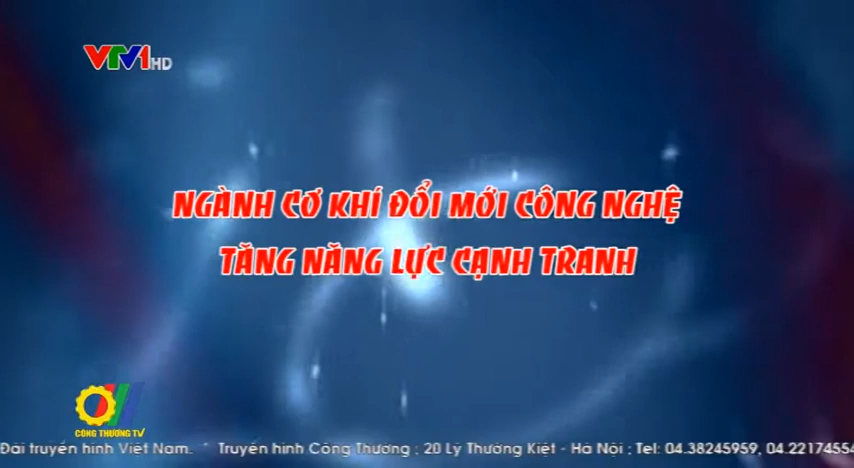 VTV1 HD
NGÀNH CƠ KHÍ ĐỔI MỚI CÔNG NGHỆ
TĂNG NĂNG LỰC CẠNH TRANH
CÔNG THƯƠNG TV
Đài truyền hình Việt Nam. Truyền hình Công Thương : 20 Lý Thường Kiệt - Hà Nội ; Tel: 04.38245959, 04.22174554